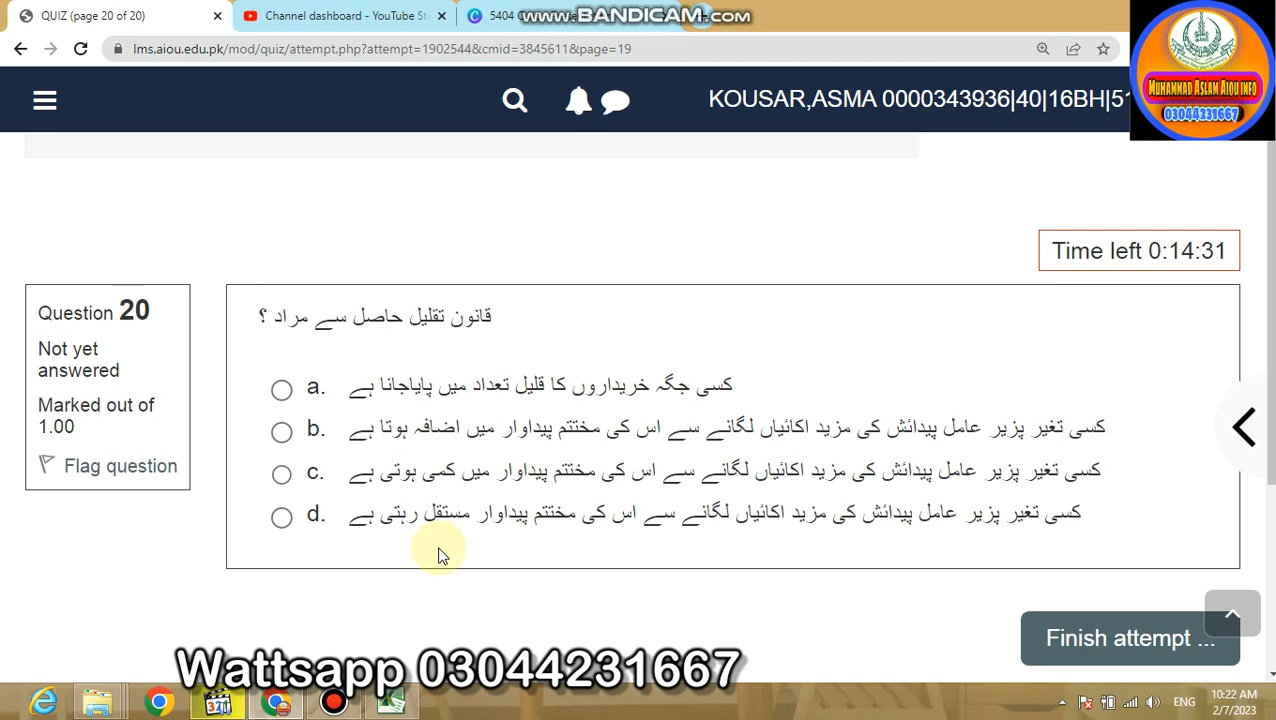 QUIZ (page 20 of 20)
Channel dashboard - YouTube St
5404
www.BANDICAM.com
lms.aiou.edu.pk/mod/quiz/attempt.php?attempt=1902544&cmid=3845611&page=19
MUHAMMAD ASLAM AIOU INFO
03044231667
KOUSAR,ASMA 0000343936|40|16BH|51
Time left 0:14:31
Question 20
Not yet
answered
Marked out of
1.00
Flag question
قانون تقلیل حاصل سے مراد ؟
a. کسی جگہ خریداروں کا قلیل تعداد میں پایاجانا ہے
b. کسی تغیر پزیر عامل پیدائش کی مزید اکائیاں لگانے سے اس کی مختتم پیداوار میں اضافہ ہوتا ہے
c. کسی تغیر پزیر عامل پیدائش کی مزید اکائیاں لگانے سے اس کی مختتم پیداوار میں کمی ہوتی ہے
d. کسی تغیر پزیر عامل پیدائش کی مزید اکائیاں لگانے سے اس کی مختتم پیداوار مستقل رہتی ہے
Finish attempt ...
Wattsapp 03044231667
321
ENG
10:22 AM
2/7/2023